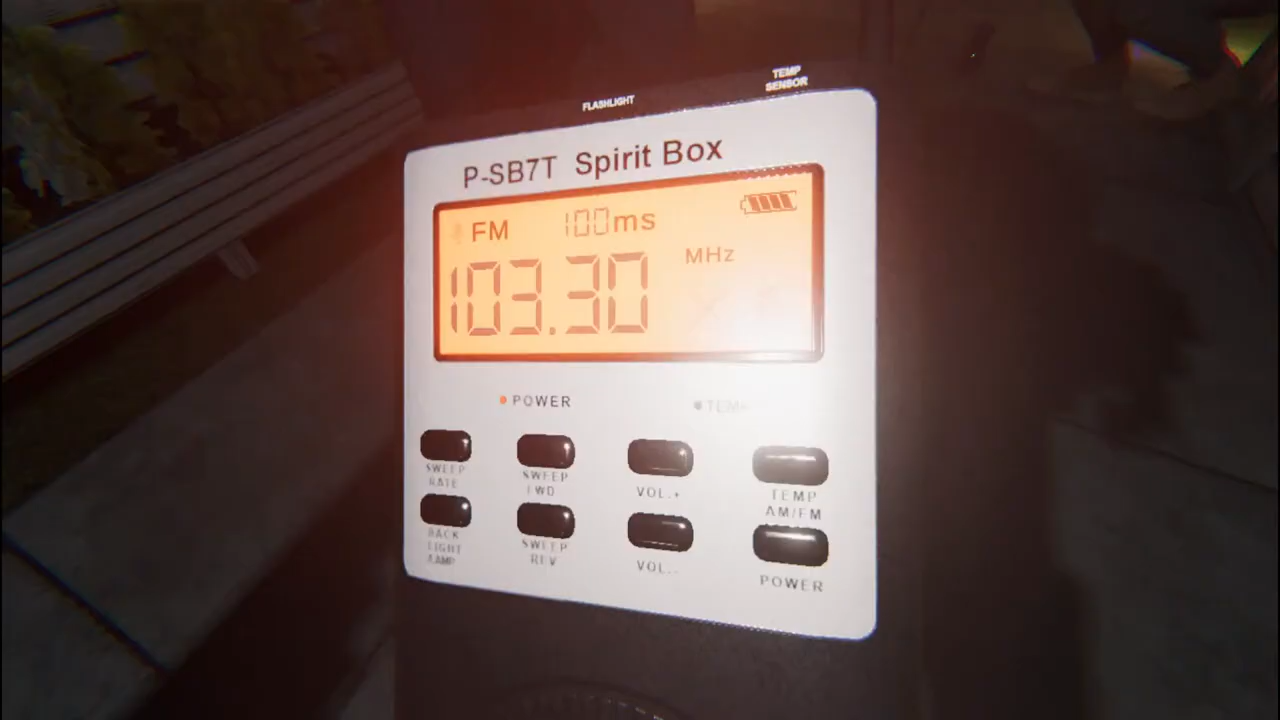 FLASHLIGHT
TEMP
SENSOR
P-SB7T Spirit Box
FM 100ms
103.30 MHz
POWER
TEMP
SWEEP
RATE
SWEEP
FWD
VOL.+
TEMP
AM/FM
BACK
LIGHT
LAMP
SWEEP
REV
VOL.-
POWER